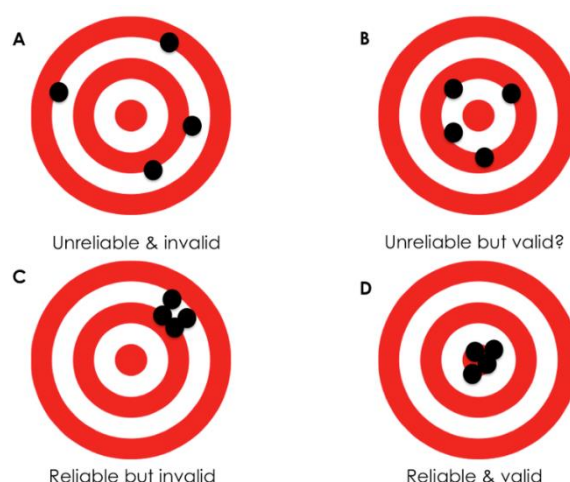 A
B
Unreliable & invalid
Unreliable but valid?
C
D
Reliable but invalid
Reliable & valid